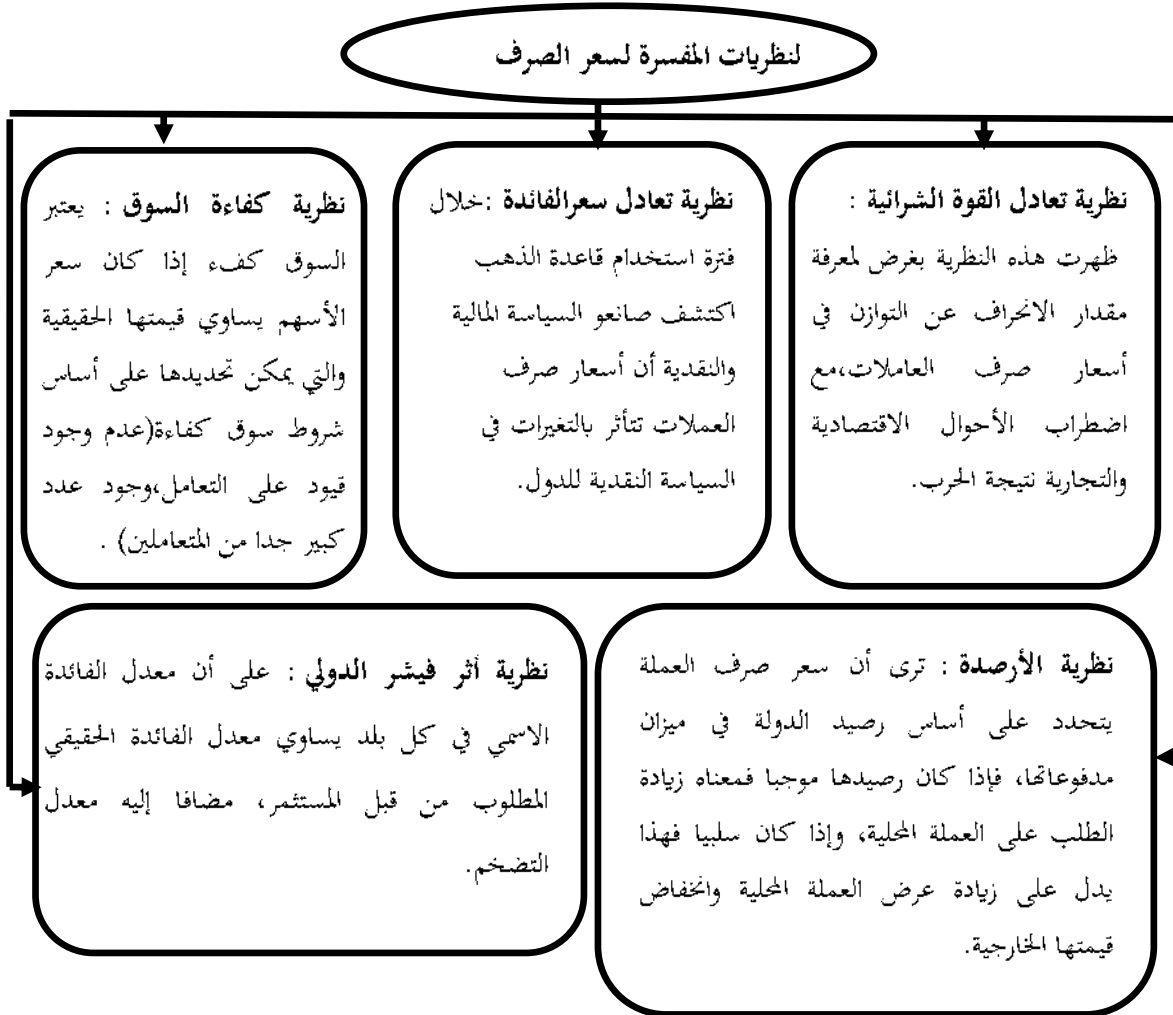 لنظريات المفسرة لسعر الصرف
نظرية تعادل القوة الشرائية :
ظهرت هذه النظرية بغرض لمعرفة
مقدار الانحراف عن التوازن في
أسعار صرف العاملات،مع
اضطراب الأحوال الاقتصادية
والتجارية نتيجة الحرب.
نظرية تعادل سعرالفائدة :خلال
فترة استخدام قاعدة الذهب
اكتشف صانعو السياسة المالية
والنقدية أن أسعار صرف
العملات تتأثر بالتغيرات في
السياسة النقدية للدول.
نظرية كفاءة السوق : يعتبر
السوق كفء إذا كان سعر
الأسهم يساوي قيمتها الحقيقية
والتي يمكن تحديدها على أساس
شروط سوق كفاءة(عدم وجود
قيود على التعامل،وجود عدد
كبير جدا من المتعاملين) .
نظرية الأرصدة : ترى أن سعر صرف العملة
يتحدد على أساس رصيد الدولة في ميزان
مدفوعاتها، فإذا كان رصيدها موجبا فمعناه زيادة
الطلب على العملة المحلية، وإذا كان سلبيا فهذا
يدل على زيادة عرض العملة المحلية وانخفاض
قيمتها الخارجية.
نظرية أثر فيشر الدولي : على أن معدل الفائدة
الاسمي في كل بلد يساوي معدل الفائدة الحقيقي
المطلوب من قبل المستثمر، مضافا إليه معدل
التضخم.